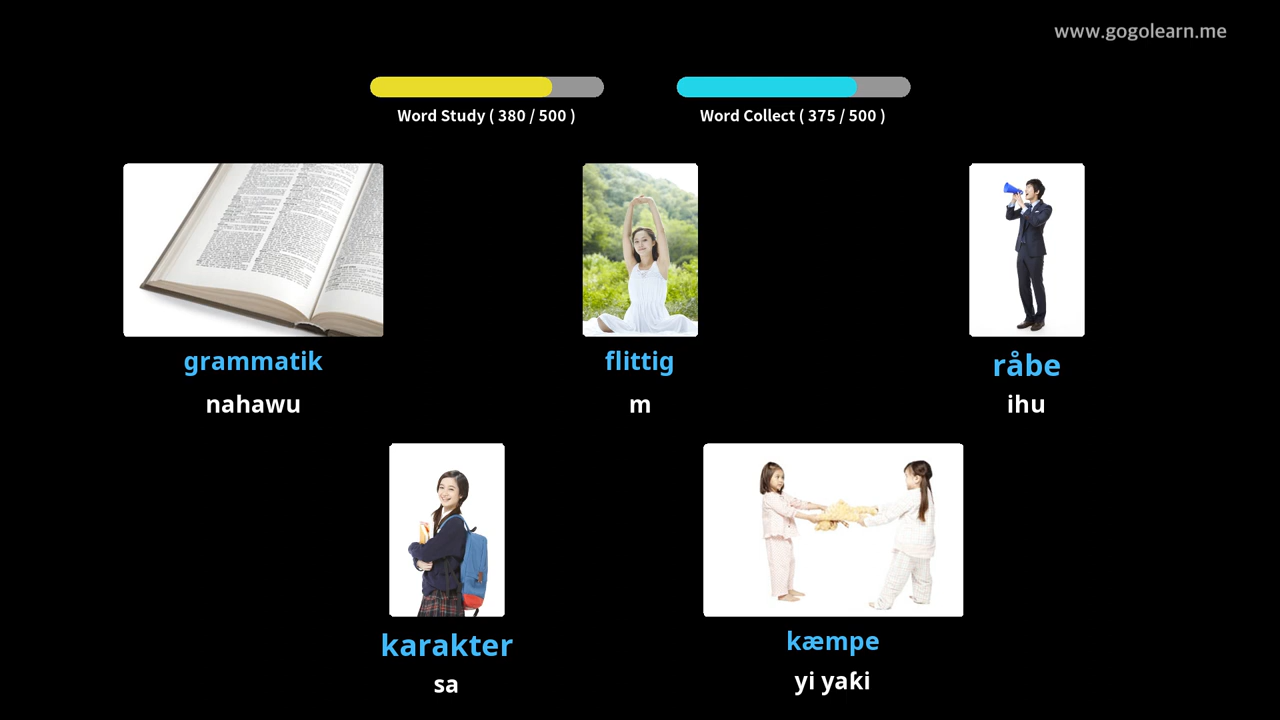 www.gogolearn.me
Word Study ( 380 / 500 )
Word Collect ( 375 / 500 )
grammatik
nahawu
flittig
m
råbe
ihu
karakter
sa
kæmpe
yi yaƙi